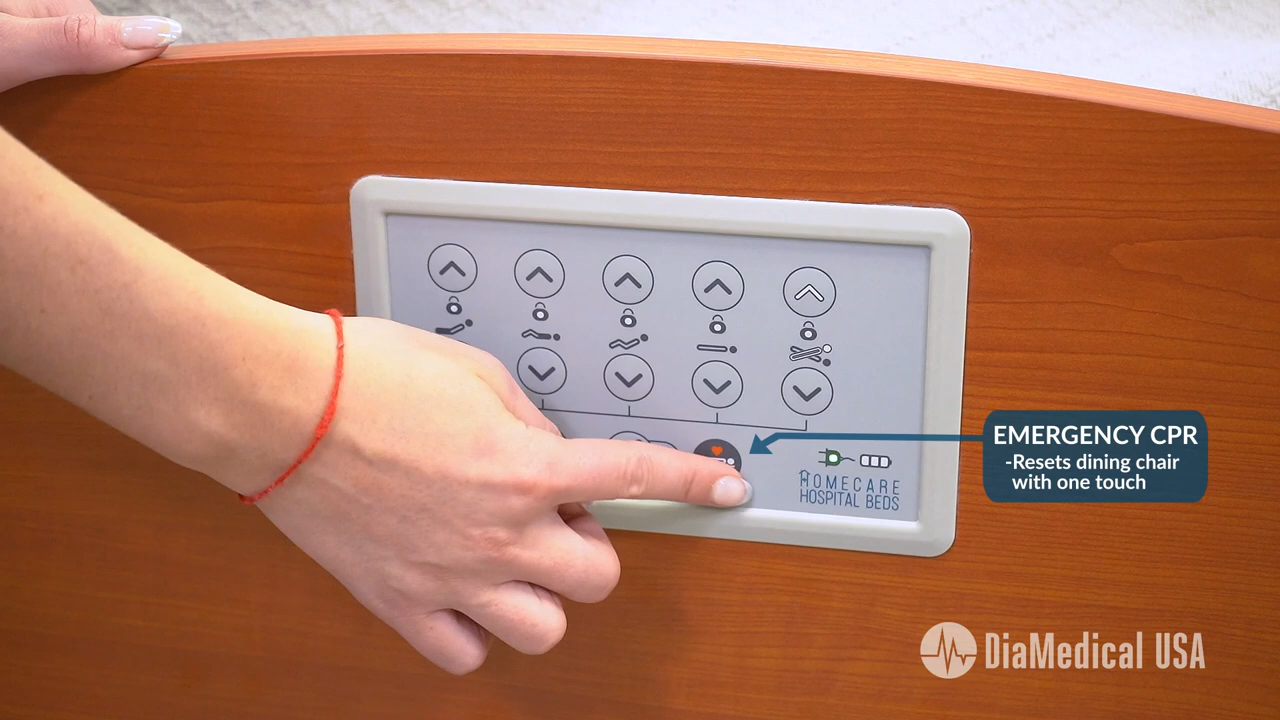 EMERGENCY CPR
-Resets dining chair
with one touch
HOMECARE
HOSPITAL BEDS
DiaMedical USA